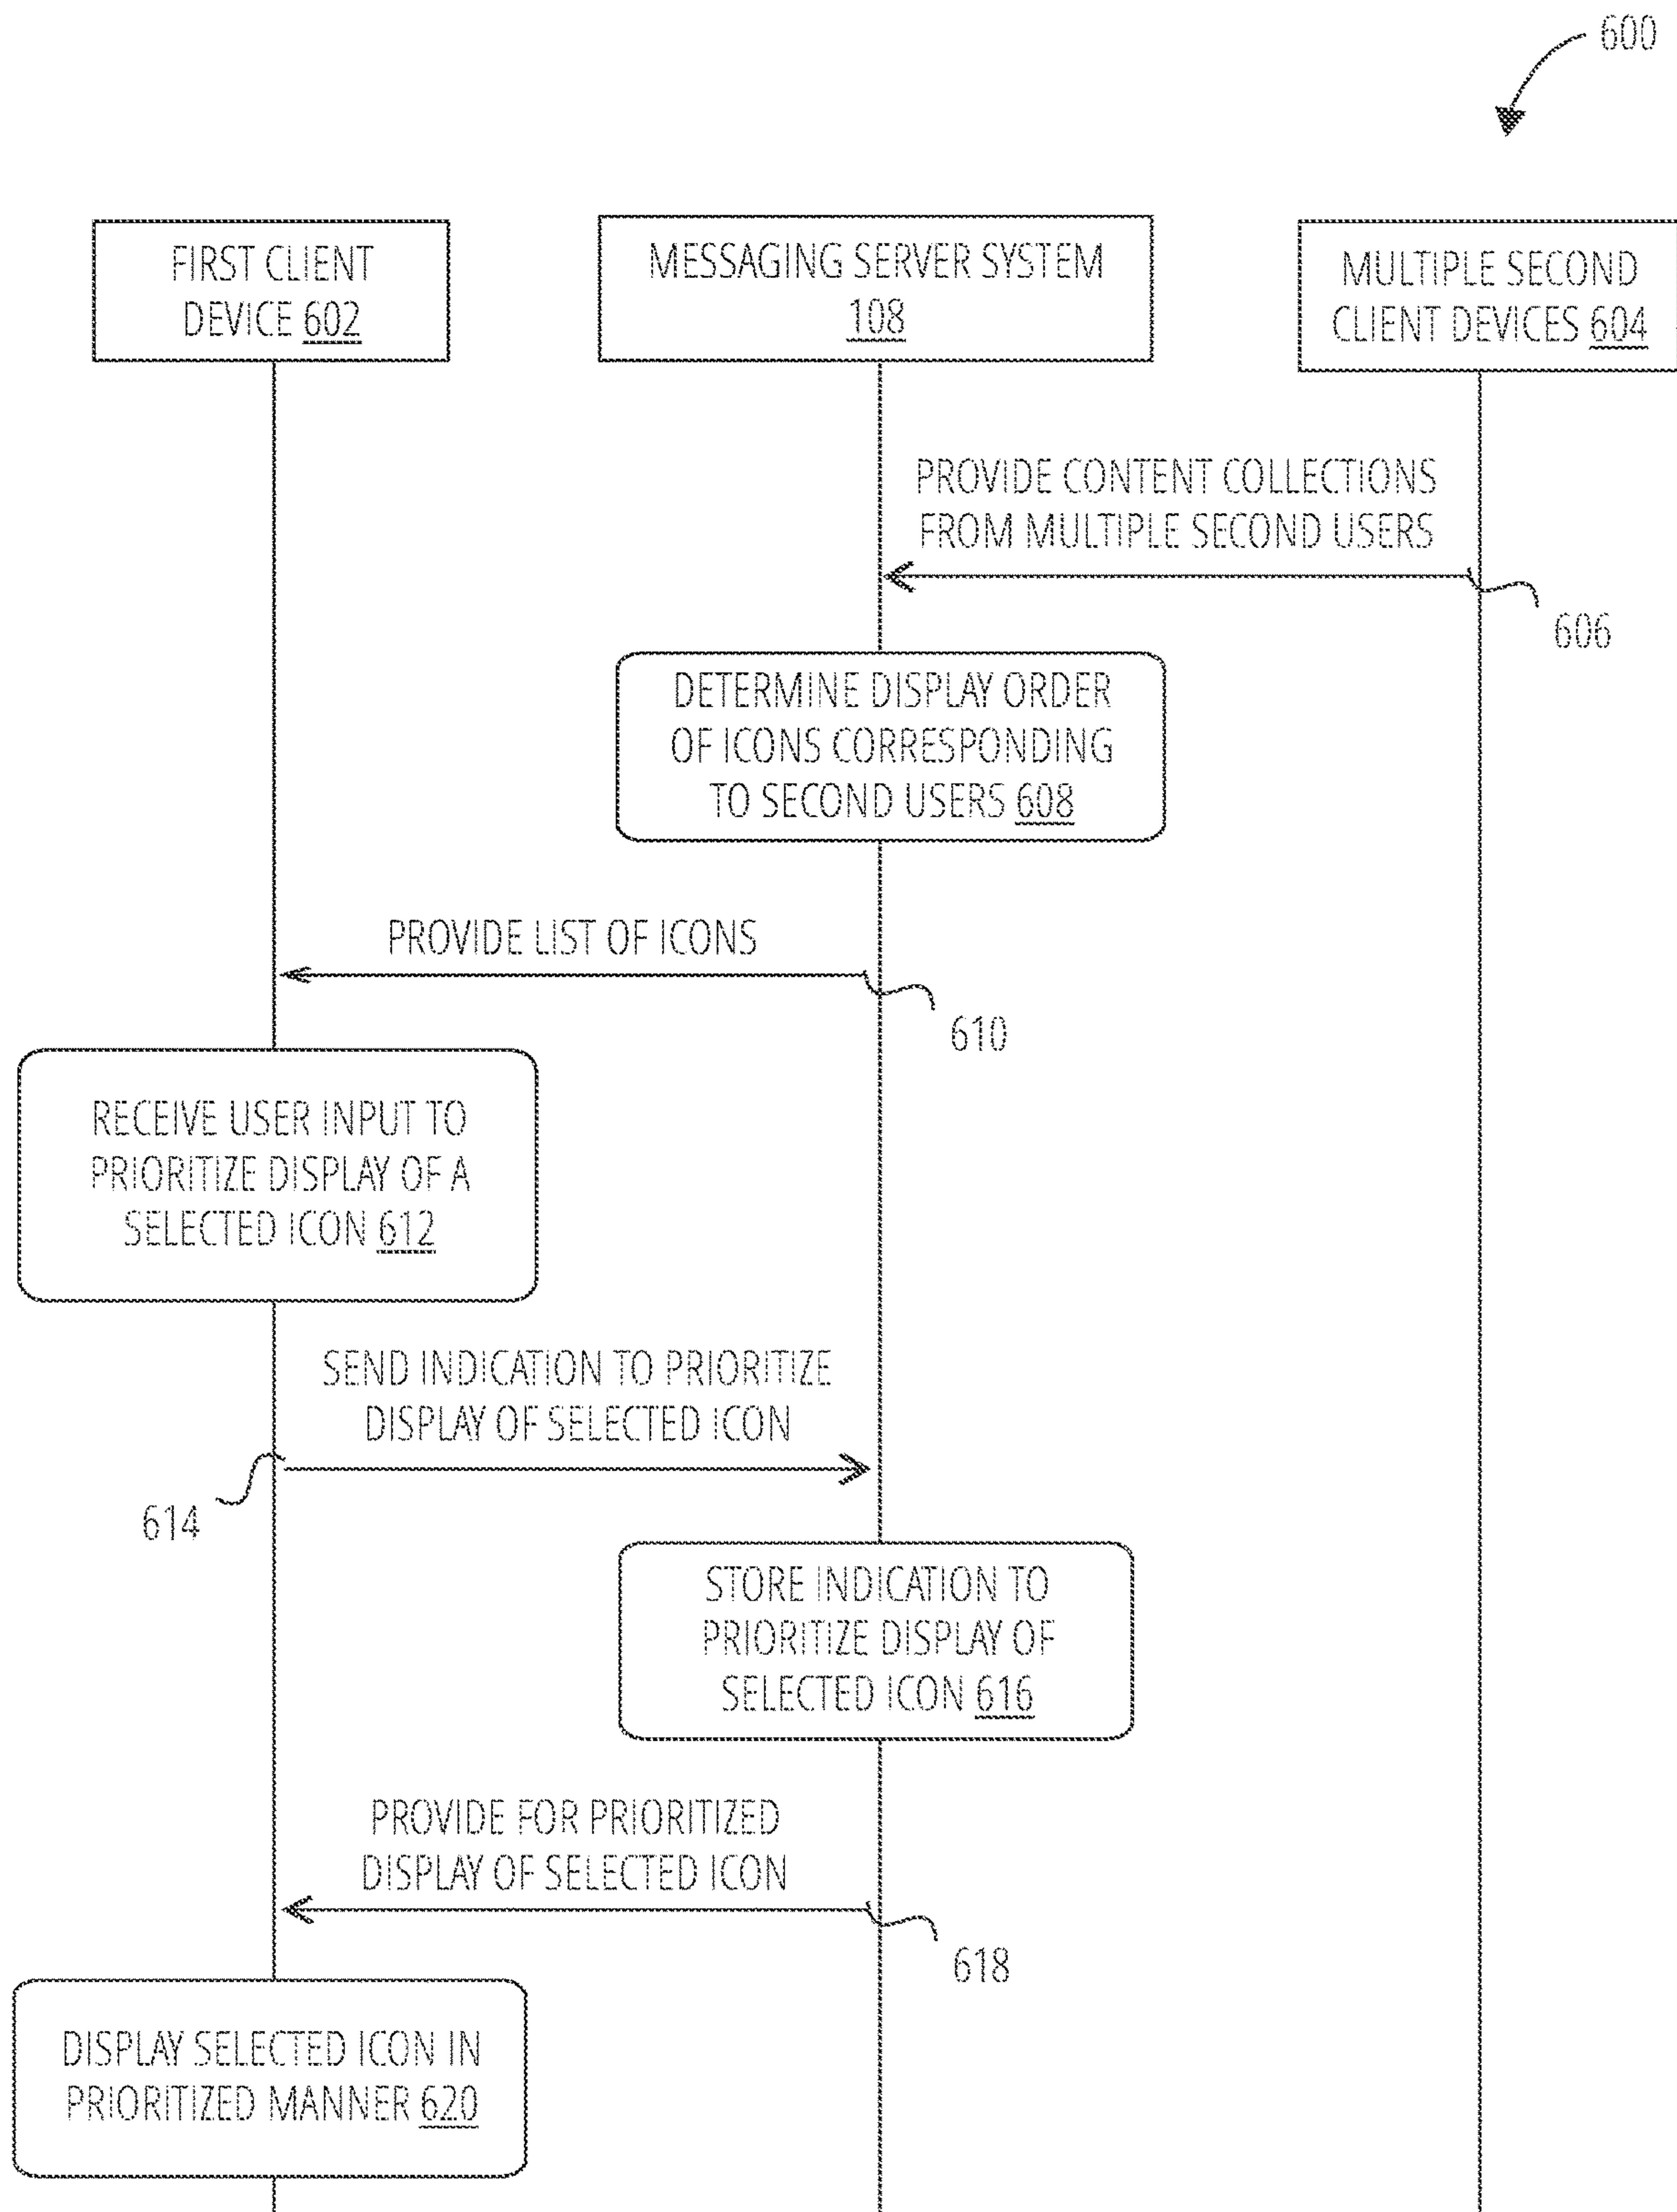 600
FIRST CLIENT
DEVICE 602
MESSAGING SERVER SYSTEM
108
MULTIPLE SECOND
CLIENT DEVICES 604
PROVIDE CONTENT COLLECTIONS
FROM MULTIPLE SECOND USERS
606
DETERMINE DISPLAY ORDER
OF ICONS CORRESPONDING
TO SECOND USERS 608
PROVIDE LIST OF ICONS
610
RECEIVE USER INPUT TO
PRIORITIZE DISPLAY OF A
SELECTED ICON 612
SEND INDICATION TO PRIORITIZE
DISPLAY OF SELECTED ICON
614
STORE INDICATION TO
PRIORITIZE DISPLAY OF
SELECTED ICON 616
PROVIDE FOR PRIORITIZED
DISPLAY OF SELECTED ICON
618
DISPLAY SELECTED ICON IN
PRIORITIZED MANNER 620